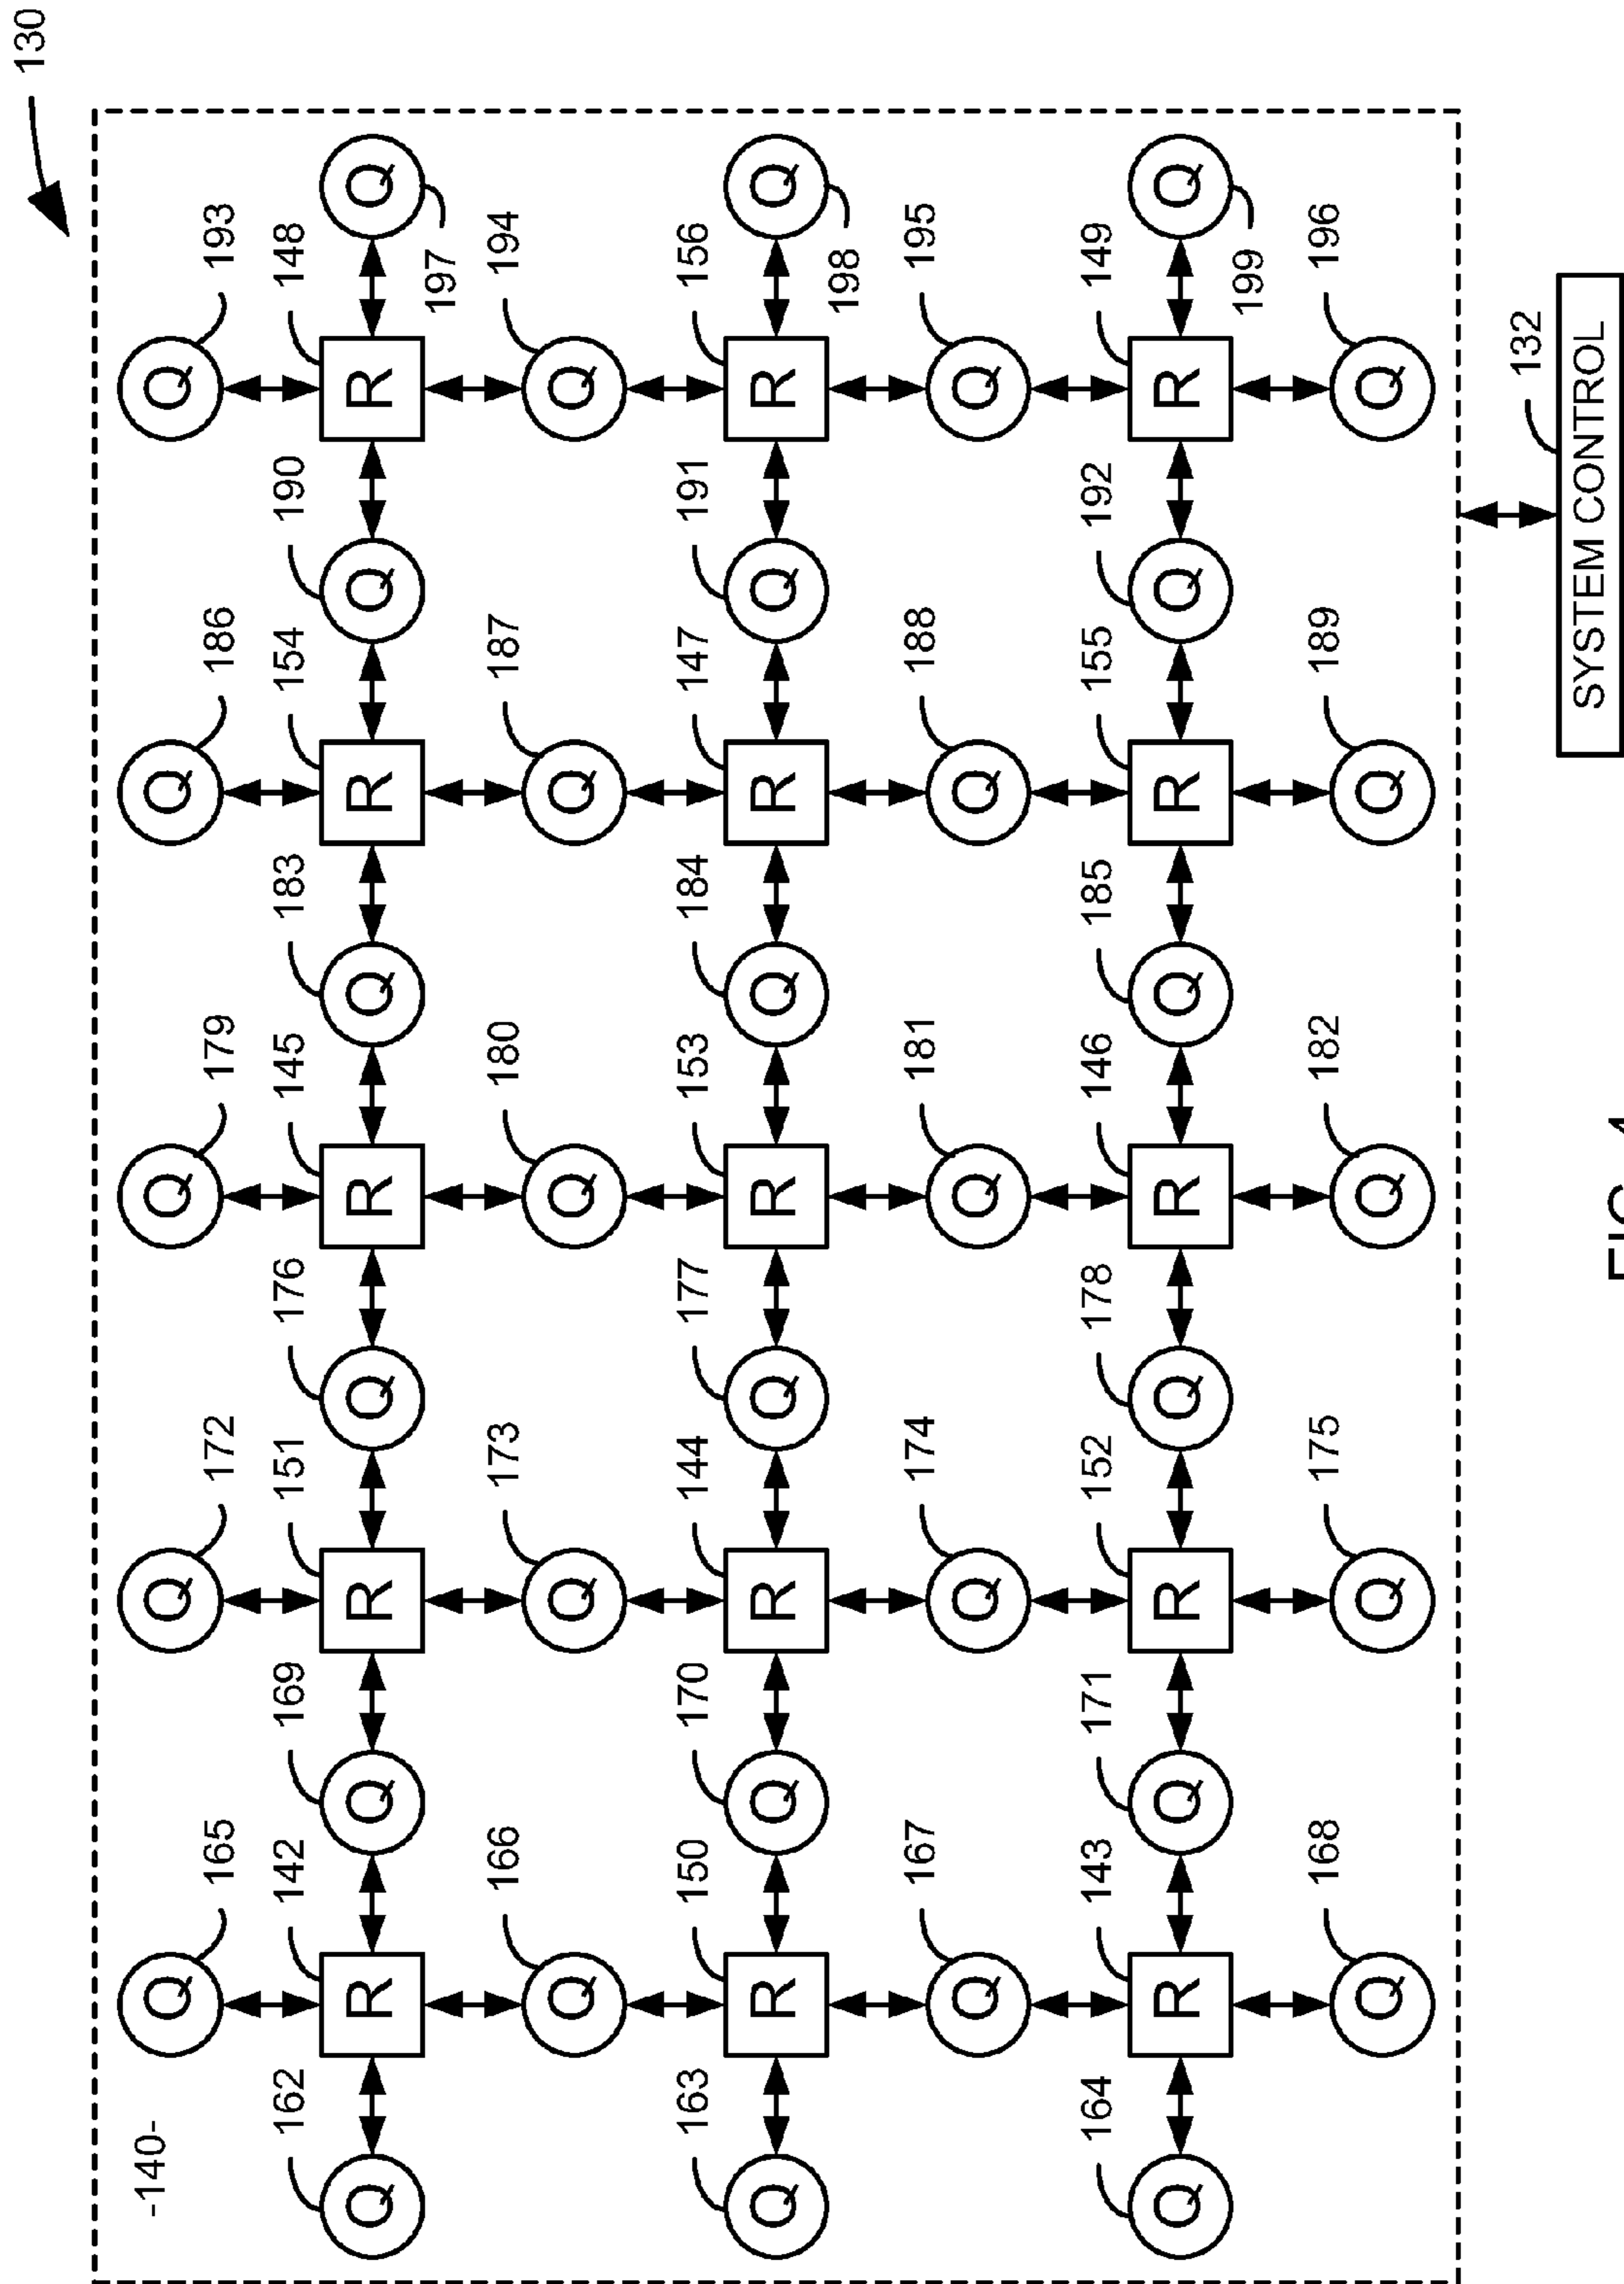 130
-140- Q Q Q Q Q
165 172 179 186 193
162 142 169 151 176 145 183 154 190 148
Q R Q R Q R Q R Q R Q
197
166 173 180 187 194
Q Q Q Q Q
163 150 170 144 177 153 184 147 191 156
Q R Q R Q R Q R Q R Q
198
167 174 181 188 195
Q Q Q Q Q
164 143 171 152 178 146 185 155 192 149
Q R Q R Q R Q R Q R Q
199
168 175 182 189 196
Q Q Q Q Q
132
SYSTEM CONTROL